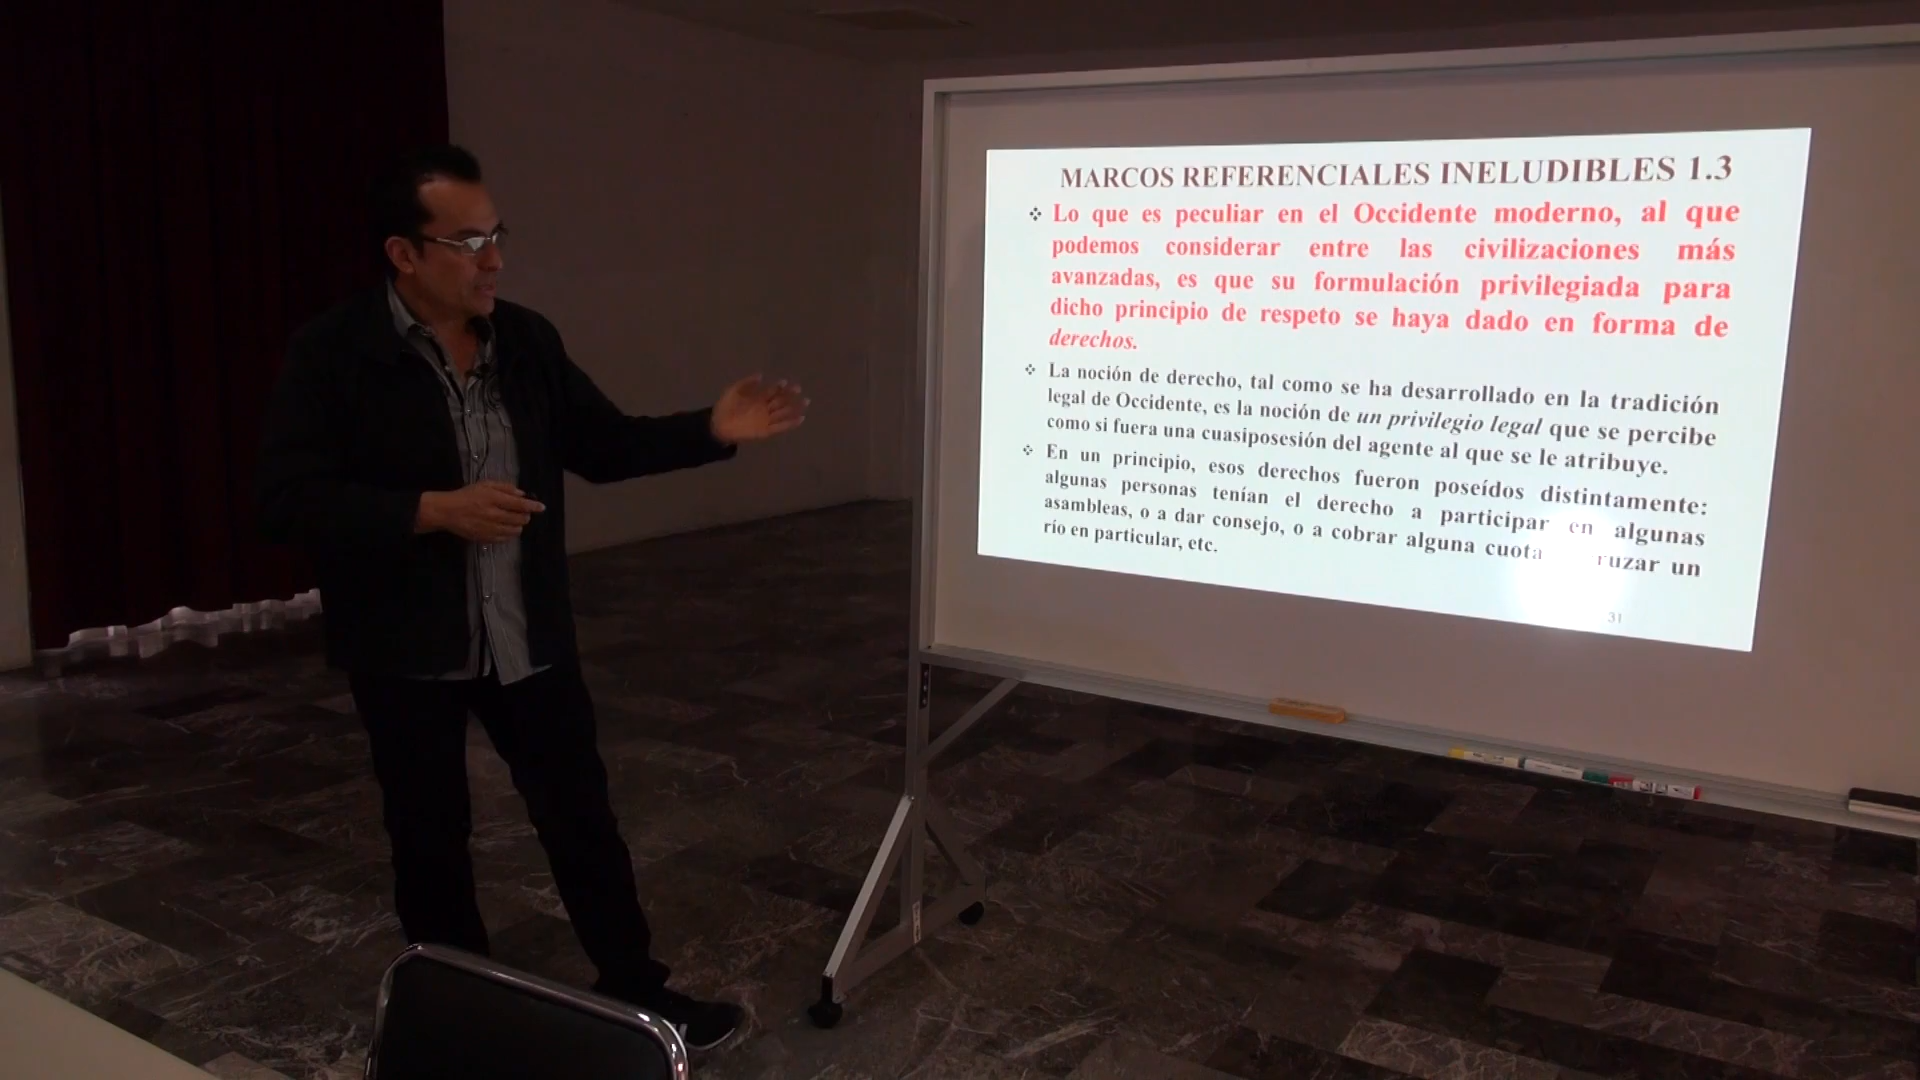 MARCOS REFERENCIALES INELUDIBLES 1.3
❖ Lo que es peculiar en el Occidente moderno, al que
podemos considerar entre las civilizaciones más
avanzadas, es que su formulación privilegiada para
dicho principio de respeto se haya dado en forma de
derechos.
❖ La noción de derecho, tal como se ha desarrollado en la tradición
legal de Occidente, es la noción de un privilegio legal que se percibe
como si fuera una cuasiposesión del agente al que se le atribuye.
❖ En un principio, esos derechos fueron poseídos distintamente:
algunas personas tenían el derecho a participar en algunas
asambleas, o a dar consejo, o a cobrar alguna cuota ruzar un
río en particular, etc.
31